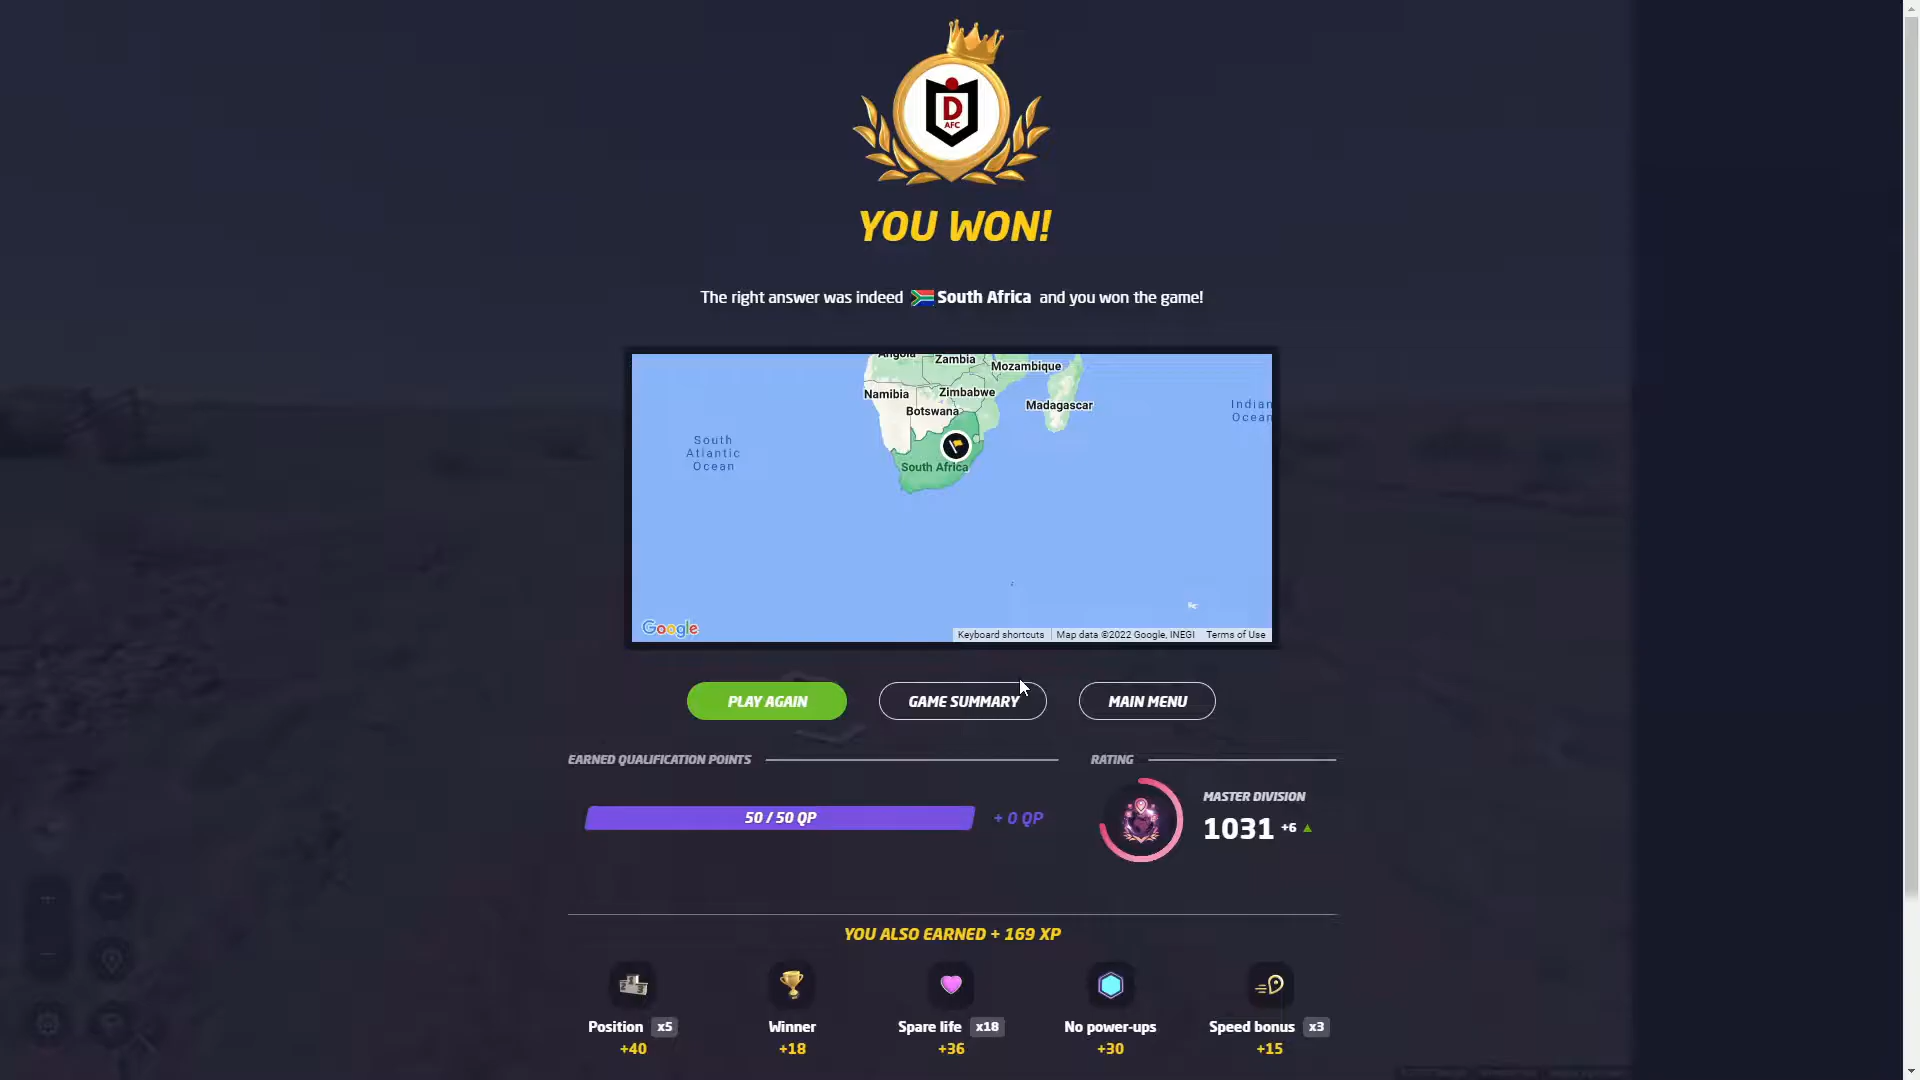 D
AFC
YOU WON!
The right answer was indeed South Africa and you won the game!
Angola
Zambia
Mozambique
Namibia
Zimbabwe
Botswana
Madagascar
Indian
Ocean
South
Atlantic
Ocean
South Africa
Google
Keyboard shortcuts
Map data ©2022 Google, INEGI
Terms of Use
PLAY AGAIN
GAME SUMMARY
MAIN MENU
EARNED QUALIFICATION POINTS
RATING
50 / 50 QP
+ 0 QP
MASTER DIVISION
1031 +6
YOU ALSO EARNED + 169 XP
Position x5
+40
Winner
+18
Spare life x18
+36
No power-ups
+30
Speed bonus x3
+15